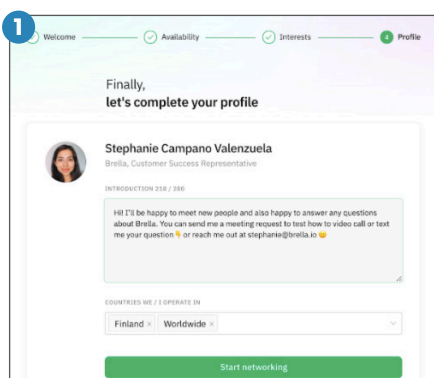 1
Welcome Availability Interests 4 Profile
Finally,
let's complete your profile
Stephanie Campano Valenzuela
Brella, Customer Success Representative
INTRODUCTION 218 / 280
Hi! I'll be happy to meet new people and also happy to answer any questions
about Brella. You can send me a meeting request to test how to video call or text
me your question👇 or reach me out at stephanie@brella.io 😀
COUNTRIES WE / I OPERATE IN
Finland × Worldwide ×
Start networking